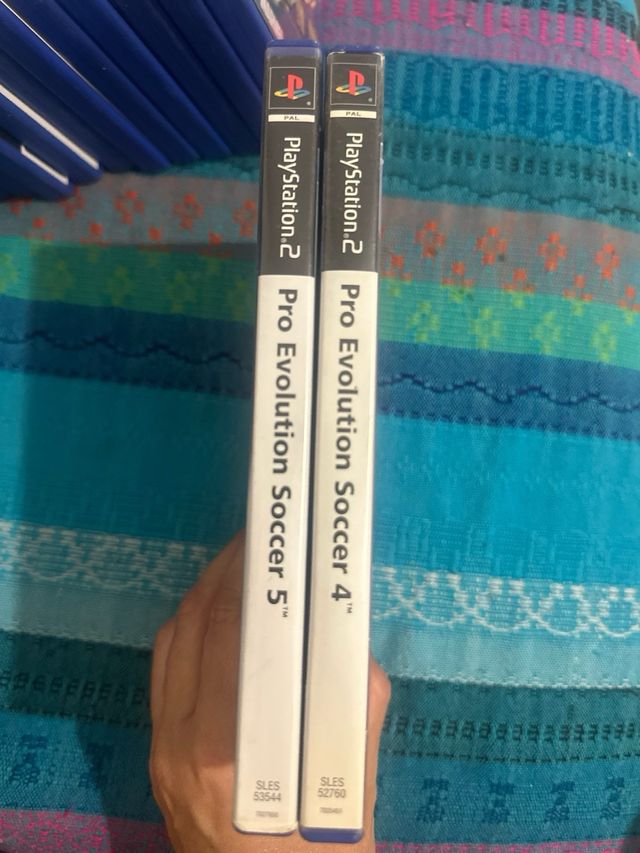 PAL
PlayStation®2
Pro Evolution Soccer 5™
SLES
53544
PAL
PlayStation®2
Pro Evolution Soccer 4™
SLES
52760